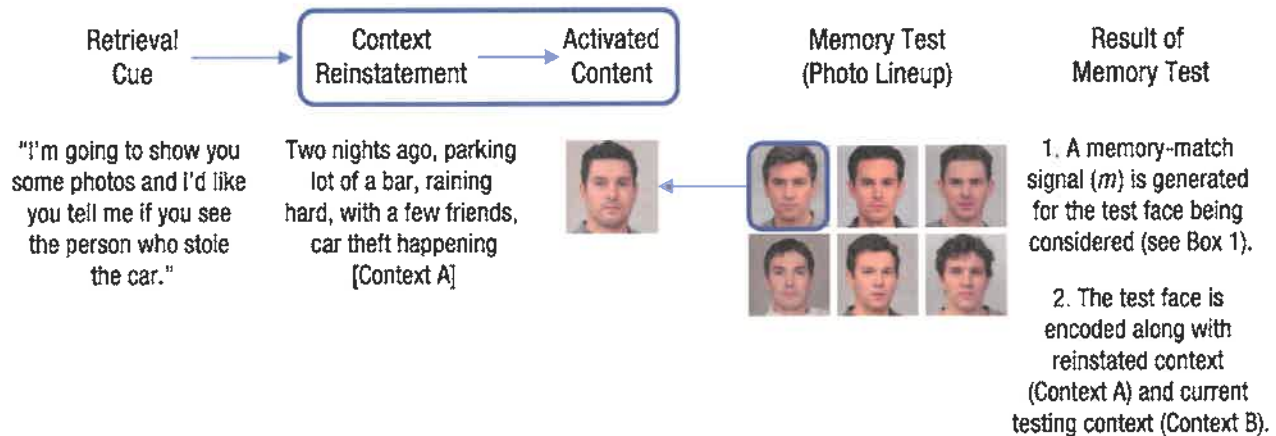 Retrieval
Cue
Context
Reinstatement
Activated
Content
Memory Test
(Photo Lineup)
Result of
Memory Test
"I'm going to show you
some photos and I'd like
you tell me if you see
the person who stole
the car."
Two nights ago, parking
lot of a bar, raining
hard, with a few friends,
car theft happening
[Context A]
1. A memory-match
signal (m) is generated
for the test face being
considered (see Box 1).
2. The test face is
encoded along with
reinstated context
(Context A) and current
testing context (Context B).